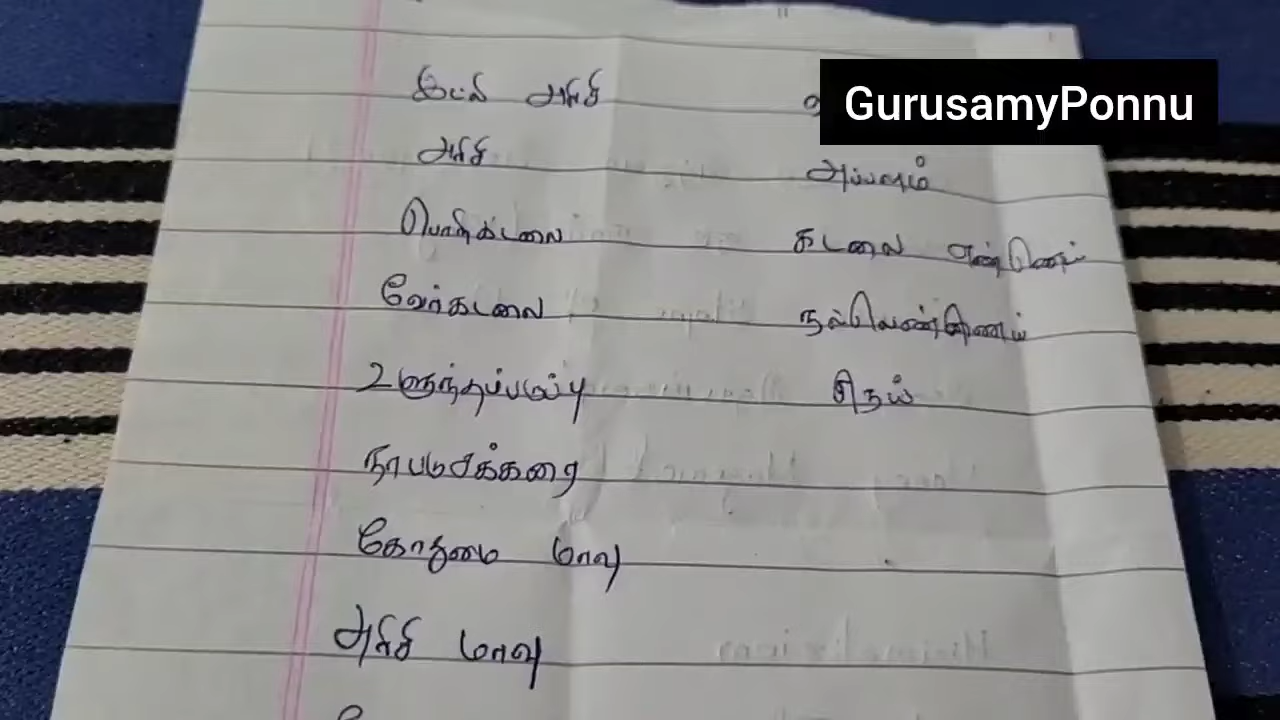 இட்லி அரிசி
அரிசி
பொரிகடலை
வேர்கடலை
உளுந்தப்பருப்பு
நாட்டுசக்கரை
கோதுமை மாவு
அரிசி மாவு
GurusamyPonnu
அப்பளம்
கடலை எண்ணெய்
நல்லெண்ணெய்
நெய்